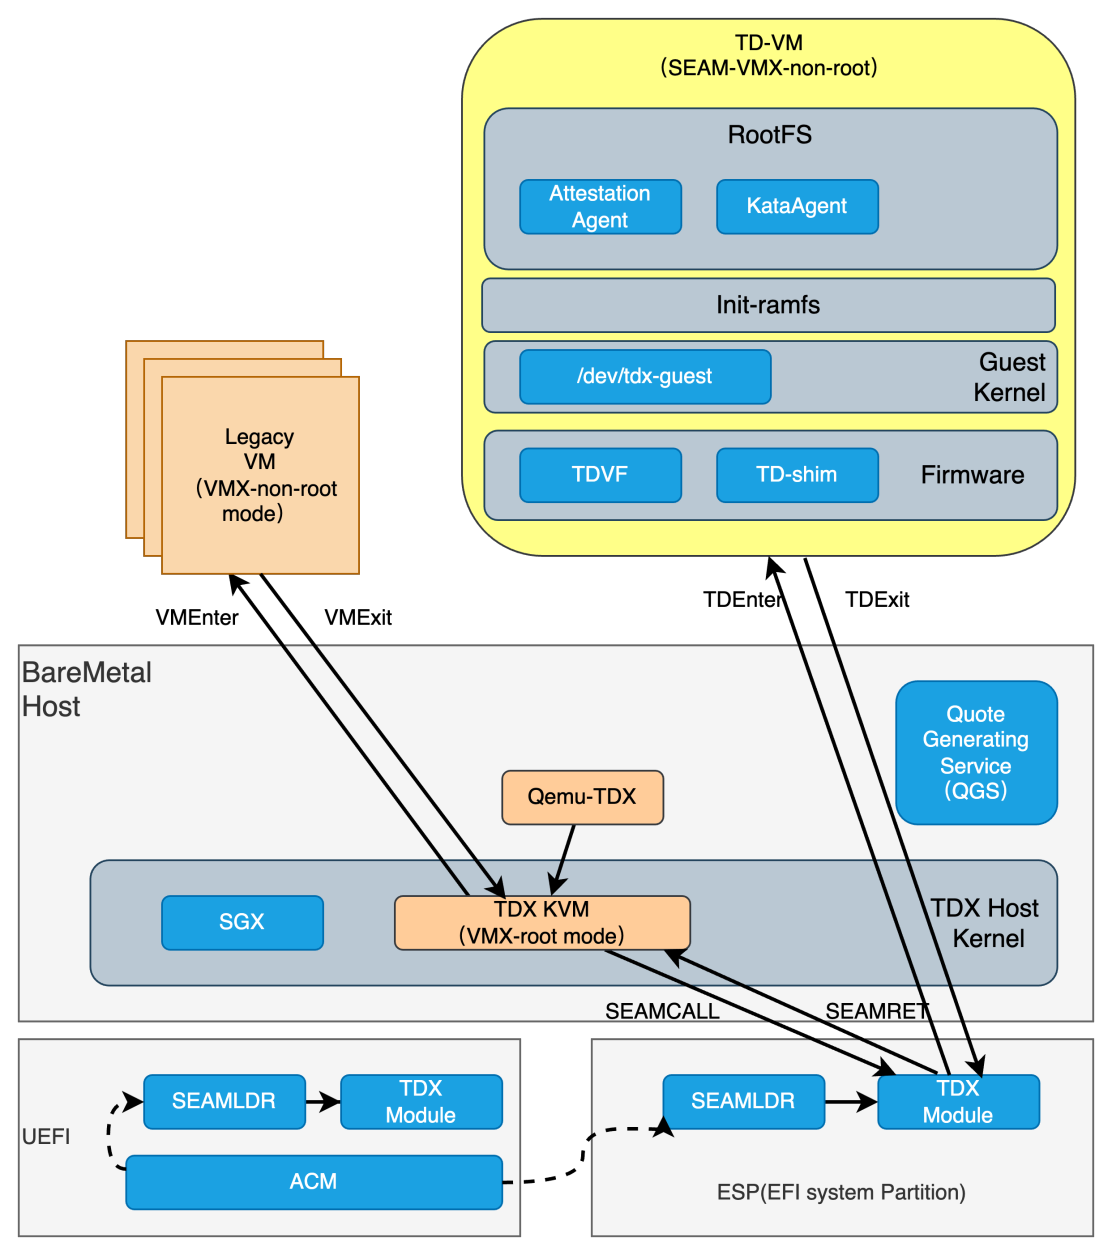 TD-VM
(SEAM-VMX-non-root)
RootFS
Attestation
Agent
KataAgent
Init-ramfs
/dev/tdx-guest
Guest
Kernel
TDVF
TD-shim
Firmware
Legacy
VM
(VMX-non-root
mode)
VMEnter
VMExit
TDEnter
TDExit
BareMetal
Host
Quote
Generating
Service
(QGS)
Qemu-TDX
SGX
TDX KVM
(VMX-root mode)
TDX Host
Kernel
SEAMCALL
SEAMRET
SEAMLDR
TDX
Module
UEFI
ACM
SEAMLDR
TDX
Module
ESP(EFI system Partition)